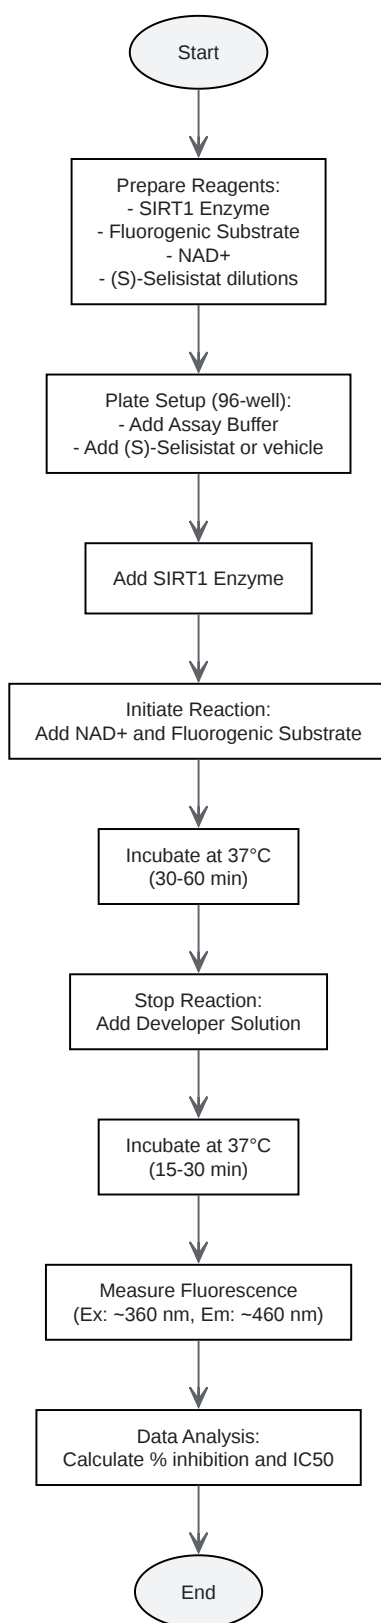 Start
Prepare Reagents:
- SIRT1 Enzyme
- Fluorogenic Substrate
- NAD+
- (S)-Selisistat dilutions
Plate Setup (96-well):
- Add Assay Buffer
- Add (S)-Selisistat or vehicle
Add SIRT1 Enzyme
Initiate Reaction:
Add NAD+ and Fluorogenic Substrate
Incubate at 37°C
(30-60 min)
Stop Reaction:
Add Developer Solution
Incubate at 37°C
(15-30 min)
Measure Fluorescence
(Ex: ~360 nm, Em: ~460 nm)
Data Analysis:
Calculate % inhibition and IC50
End